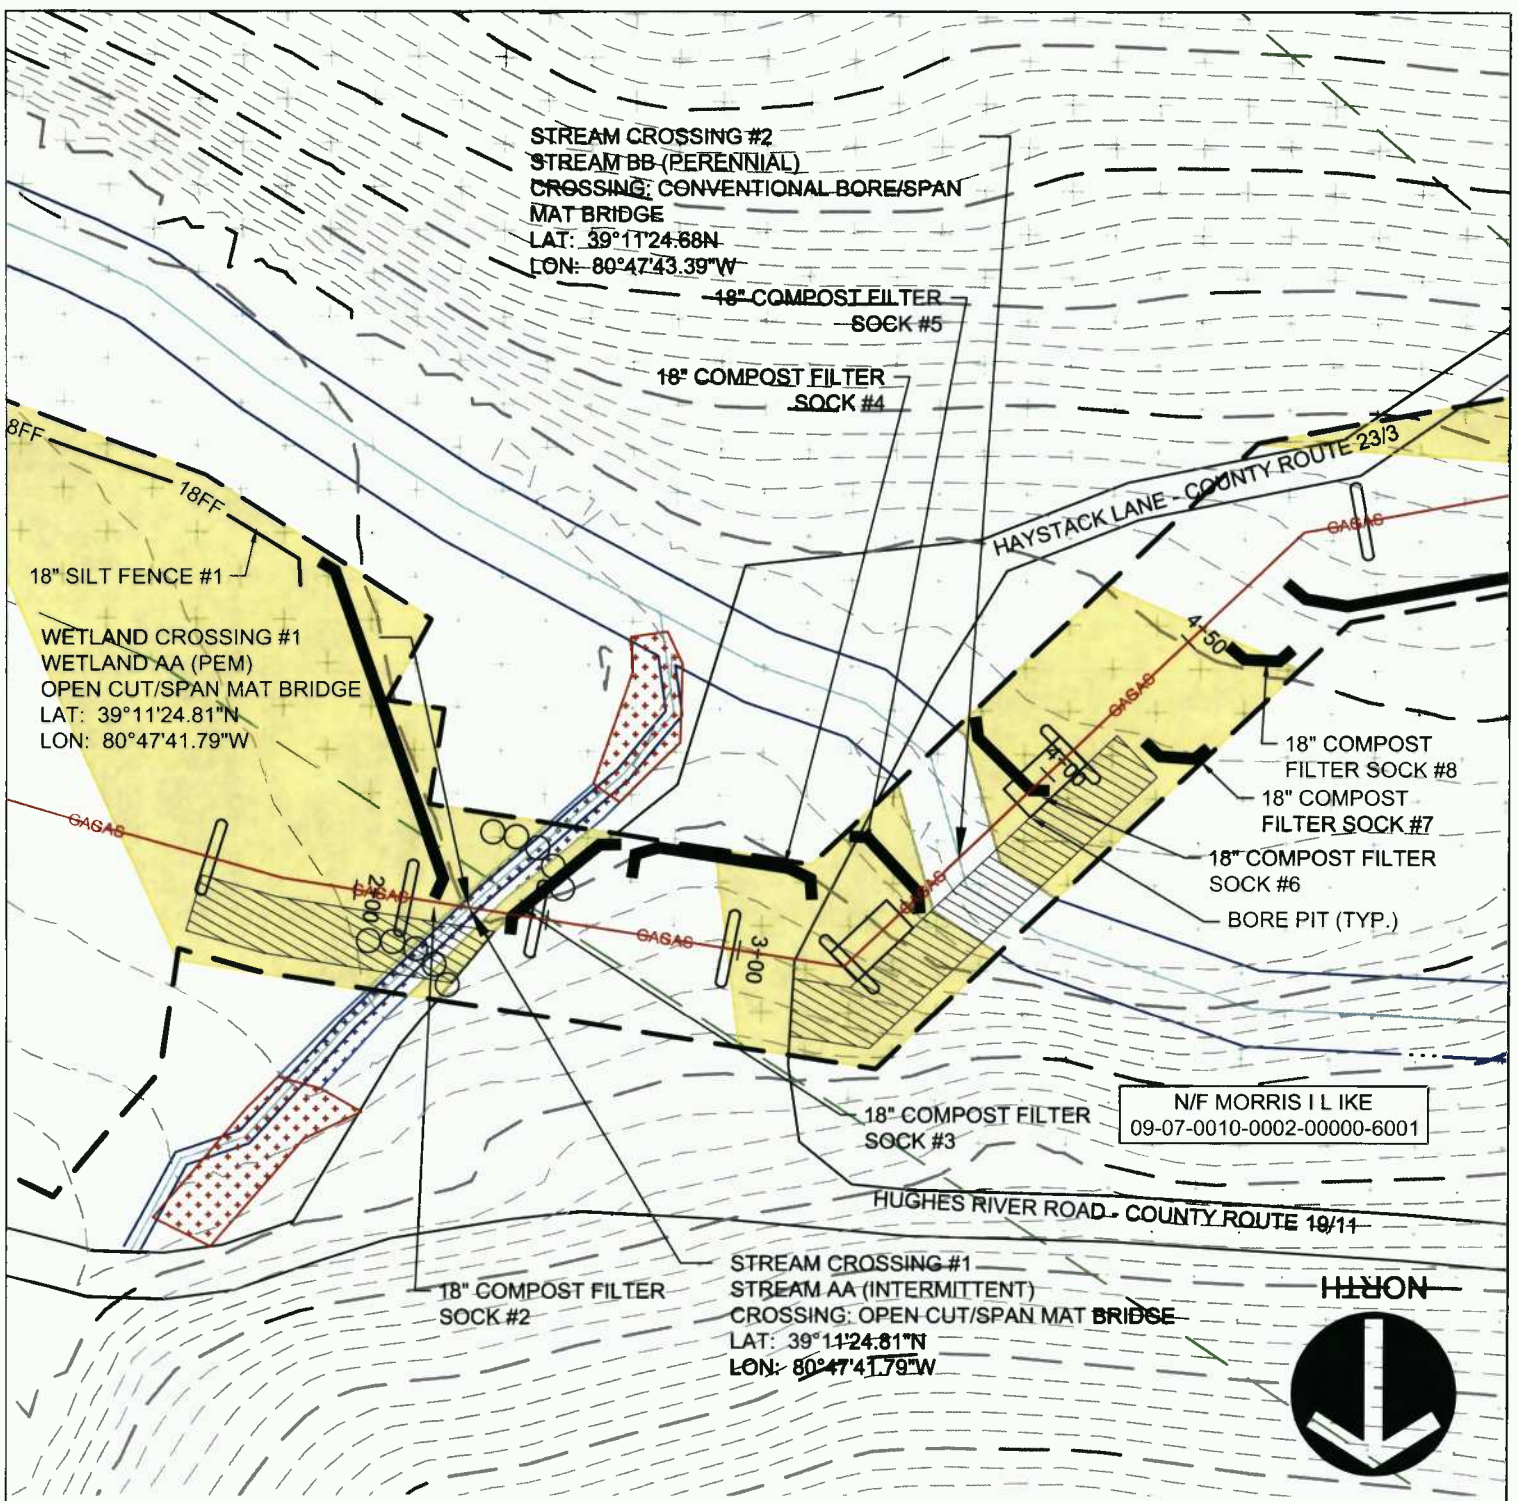 STREAM CROSSING #2
STREAM BB (PERENNIAL)
CROSSING: CONVENTIONAL BORE/SPAN
MAT BRIDGE
LAT: 39°11'24.68N
LON: 80°47'43.39"W
18" COMPOST FILTER
SOCK #5
18" COMPOST FILTER
SOCK #4
8FF
18FF
HAYSTACK LANE - COUNTY ROUTE 23/3
GASAS
18" SILT FENCE #1
WETLAND CROSSING #1
WETLAND AA (PEM)
OPEN CUT/SPAN MAT BRIDGE
LAT: 39°11'24.81"N
LON: 80°47'41.79"W
4+50
GASAS
18" COMPOST
FILTER SOCK #8
4+00
18" COMPOST
FILTER SOCK #7
GASAS
18" COMPOST FILTER
SOCK #6
GASAS
2+00
GASAS
BORE PIT (TYP.)
GASAS
3+00
N/F MORRIS I L IKE
09-07-0010-0002-00000-6001
18" COMPOST FILTER
SOCK #3
HUGHES RIVER ROAD - COUNTY ROUTE 19/11
STREAM CROSSING #1
STREAM AA (INTERMITTENT)
CROSSING: OPEN CUT/SPAN MAT BRIDGE
LAT: 39°11'24.81"N
LON: 80°47'41.79"W
18" COMPOST FILTER
SOCK #2
NORTH